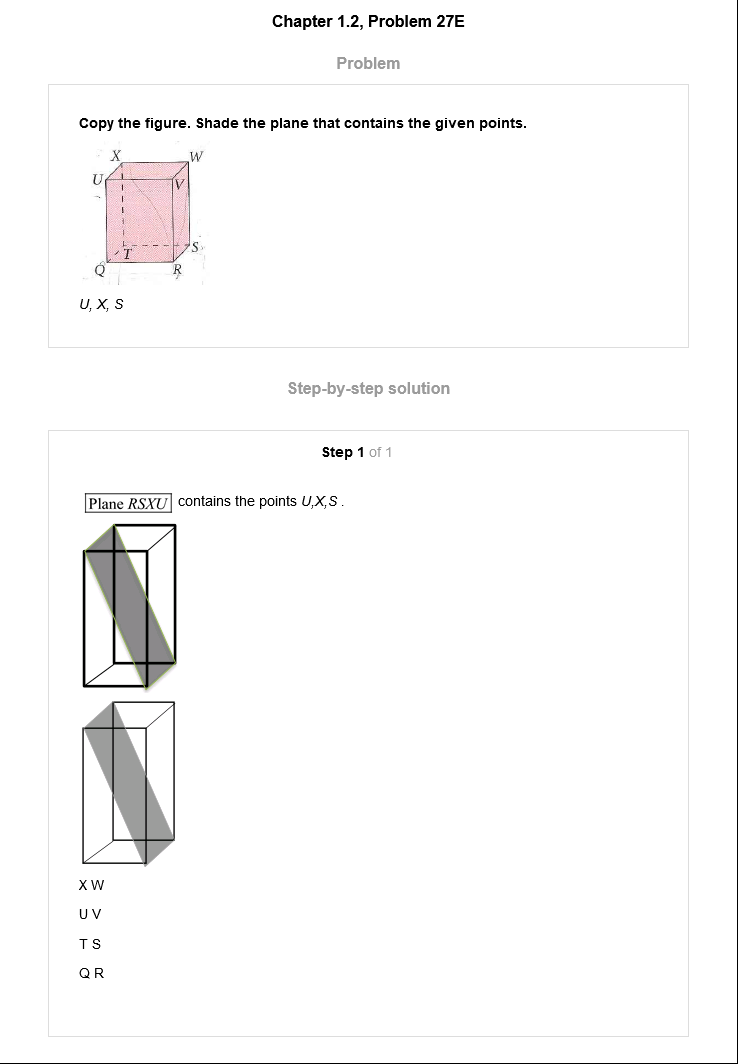 Chapter 1.2, Problem 27E
Problem
Copy the figure. Shade the plane that contains the given points.
X W
U V
T S
Q R
U, X, S
Step-by-step solution
Step 1 of 1
Plane RSXU contains the points U,X,S .
X W
U V
T S
Q R